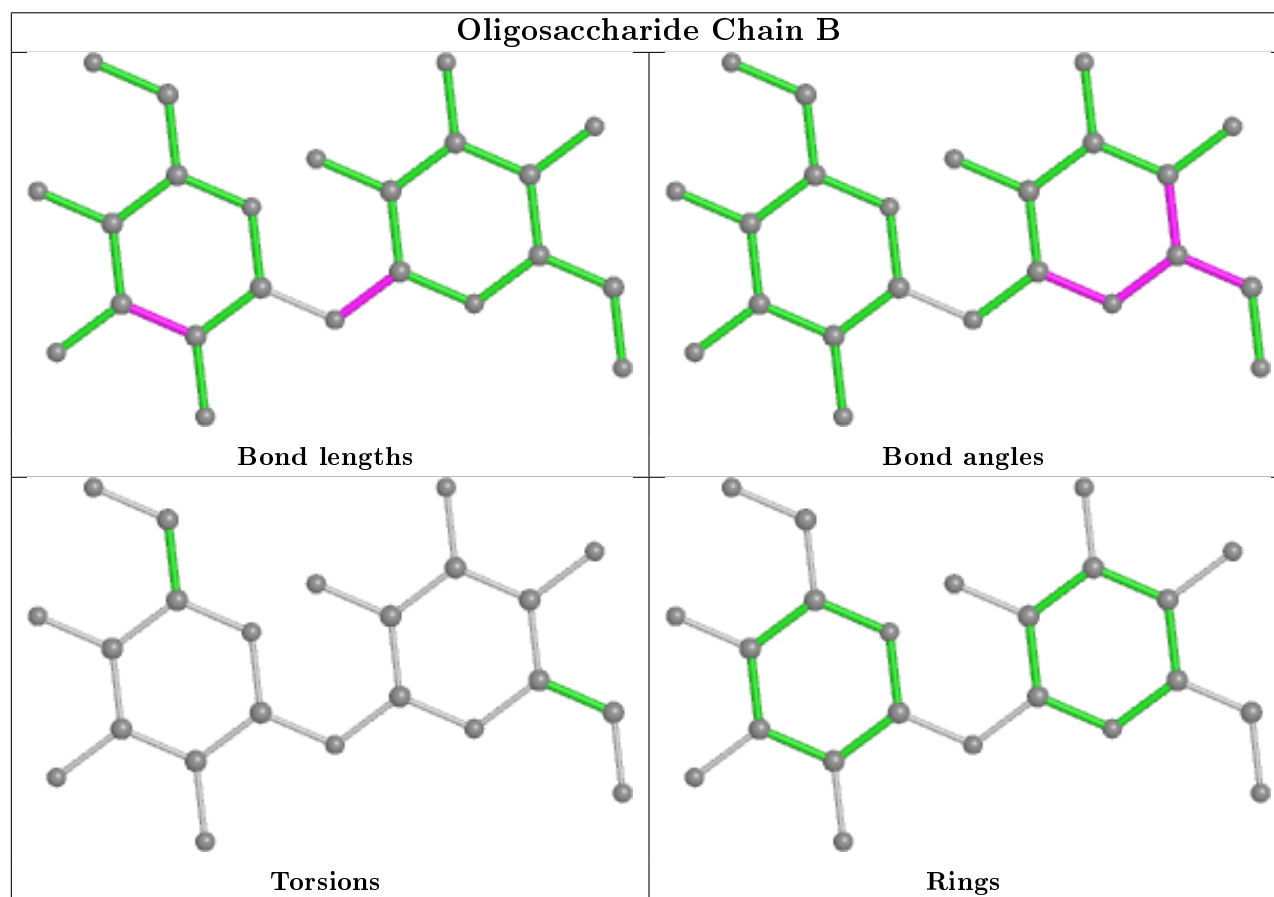 Oligosaccharide Chain B
Bond lengths
Bond angles
Torsions
Rings